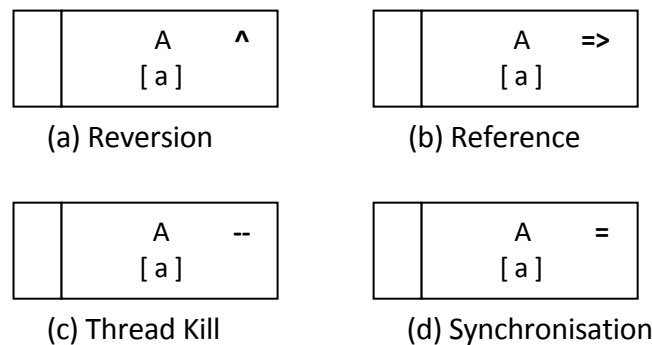 A ^
[ a ]
(a) Reversion
A =>
[ a ]
(b) Reference
A --
[ a ]
(c) Thread Kill
A =
[ a ]
(d) Synchronisation